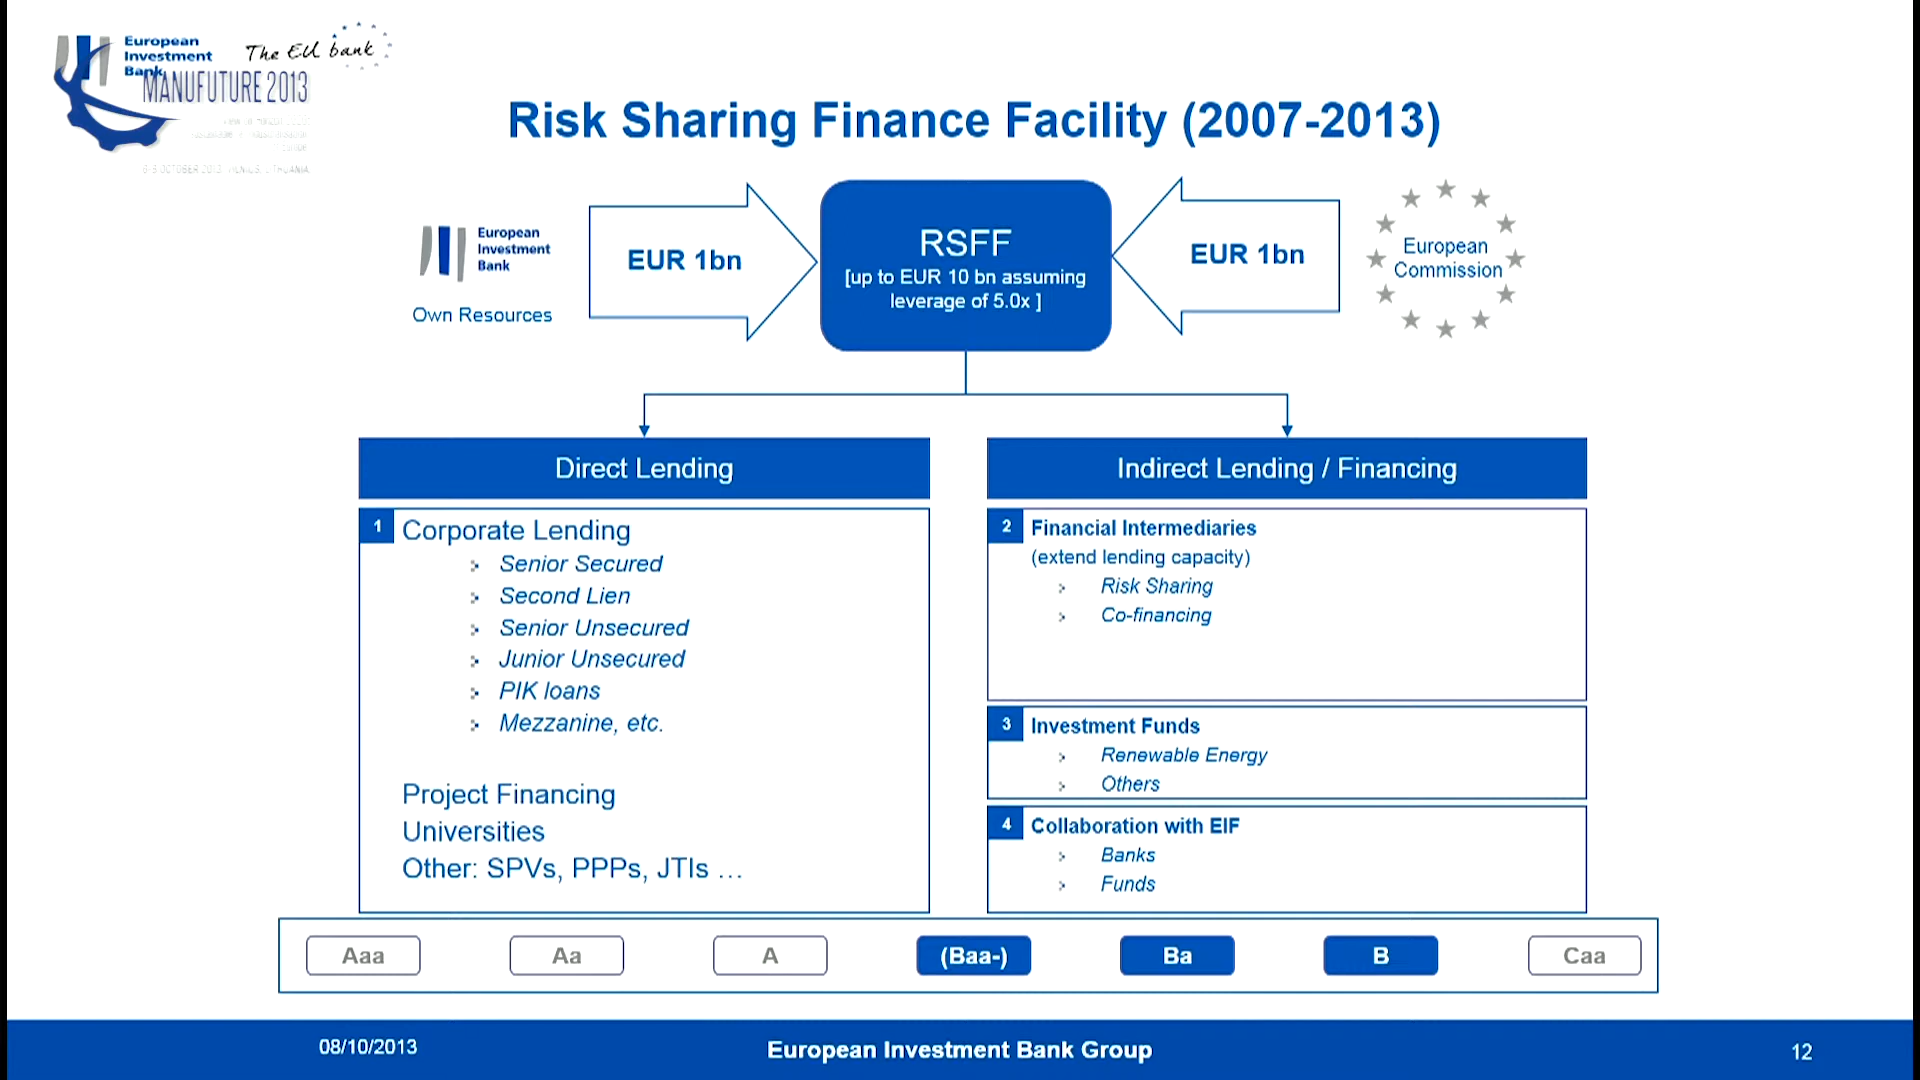 European
Investment
Bank
The EU bank
MANUFUTURE 2013
Risk Sharing Finance Facility (2007-2013)
European
Investment
Bank
Own Resources
EUR 1bn
RSFF
[up to EUR 10 bn assuming
leverage of 5.0x ]
EUR 1bn
European
Commission
Direct Lending
1 Corporate Lending
Senior Secured
Second Lien
Senior Unsecured
Junior Unsecured
PIK loans
Mezzanine, etc.
Project Financing
Universities
Other: SPVs, PPPs, JTIs …
Indirect Lending / Financing
2 Financial Intermediaries
(extend lending capacity)
Risk Sharing
Co-financing
3 Investment Funds
Renewable Energy
Others
4 Collaboration with EIF
Banks
Funds
Aaa Aa A (Baa-) Ba B Caa
08/10/2013 European Investment Bank Group 12